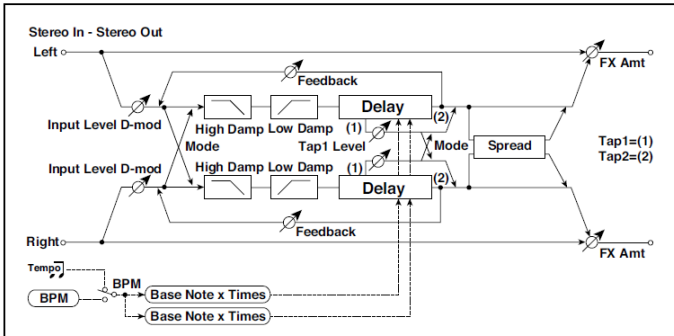 Stereo In - Stereo Out
Left
FX Amt
Feedback
Input Level D-mod
High Damp Low Damp
Delay
(1)
(2)
Tap1 Level
Mode
Mode
Spread
Tap1=(1)
Tap2=(2)
Input Level D-mod
High Damp Low Damp
(1)
Delay
(2)
Feedback
Right
FX Amt
Tempo
BPM
BPM
Base Note x Times
Base Note x Times